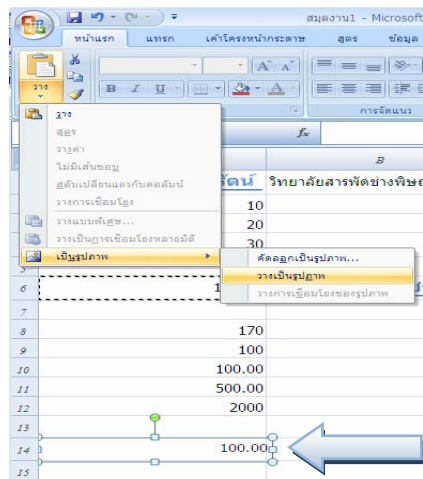 สมุดงาน1 - Microsoft
หน้าแรก แทรก เค้าโครงหน้ากระดาษ สูตร ข้อมูล
วาง
B I U A
การจัดแนว
วาง
สูตร
วางค่า
ไม่มีเส้นขอบ
สลับเปลี่ยนแถวกับคอลัมน์
วางการเชื่อมโยง
วางแบบพิเศษ...
วางเป็นการเชื่อมโยงหลายมิติ
เป็นรูปภาพ
คัดลอกเป็นรูปภาพ...
วางเป็นรูปภาพ
วางการเชื่อมโยงของรูปภาพ
fx
B
รัตน์ วิทยาลัยสารพัดช่างพิษณ
10
20
30
5
6 1
7
8 170
9 100
10 100.00
11 500.00
12 2000
13
14 100.00
15